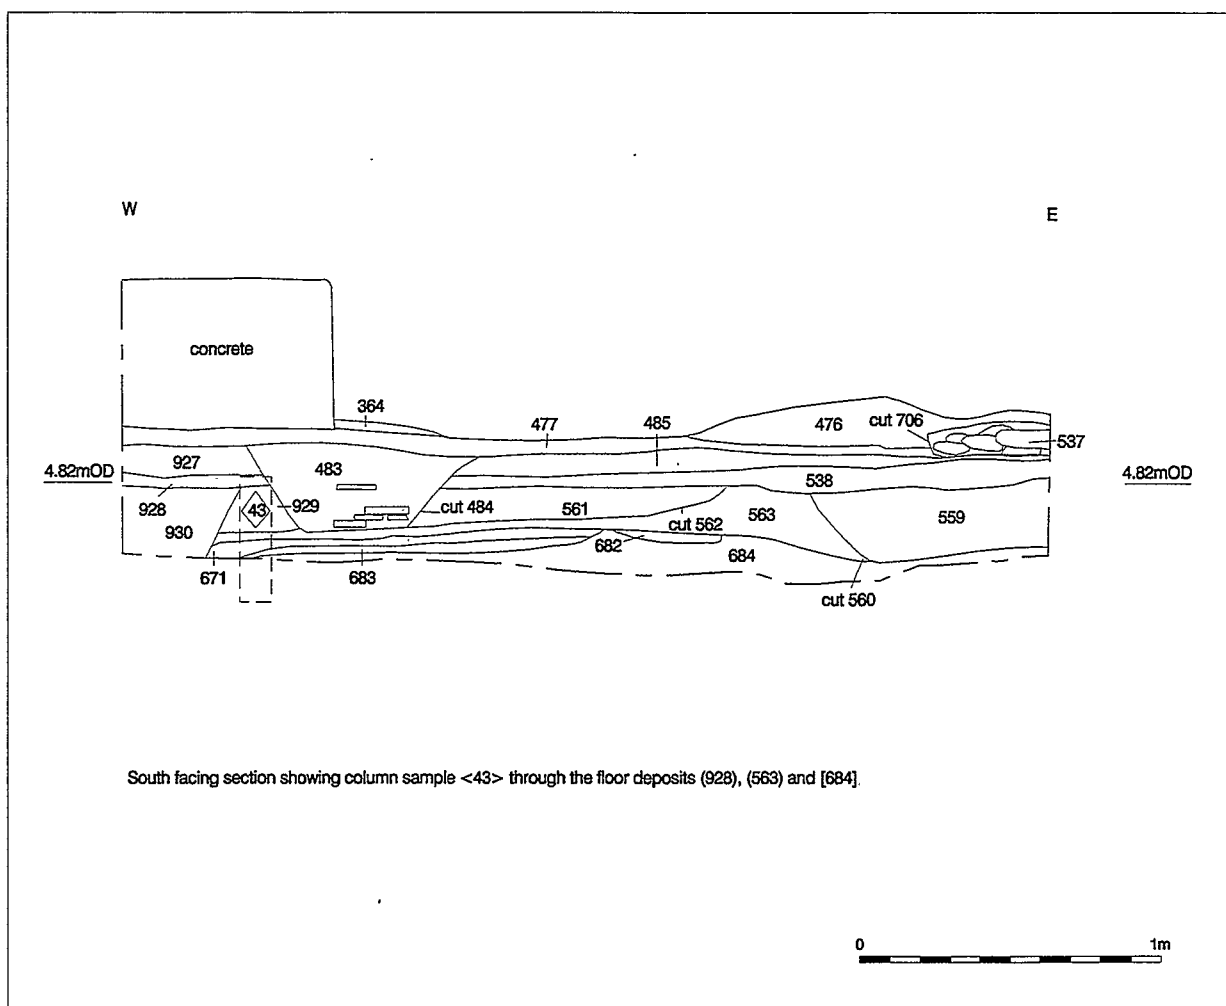 W
E
concrete
364
477
485
476
cut 706
537
927
483
4.82mOD
4.82mOD
538
928
43
929
cut 484
561
cut 562
563
559
930
682
684
671
683
cut 560
South facing section showing column sample <43> through the floor deposits (928), (563) and [684].
0
1m